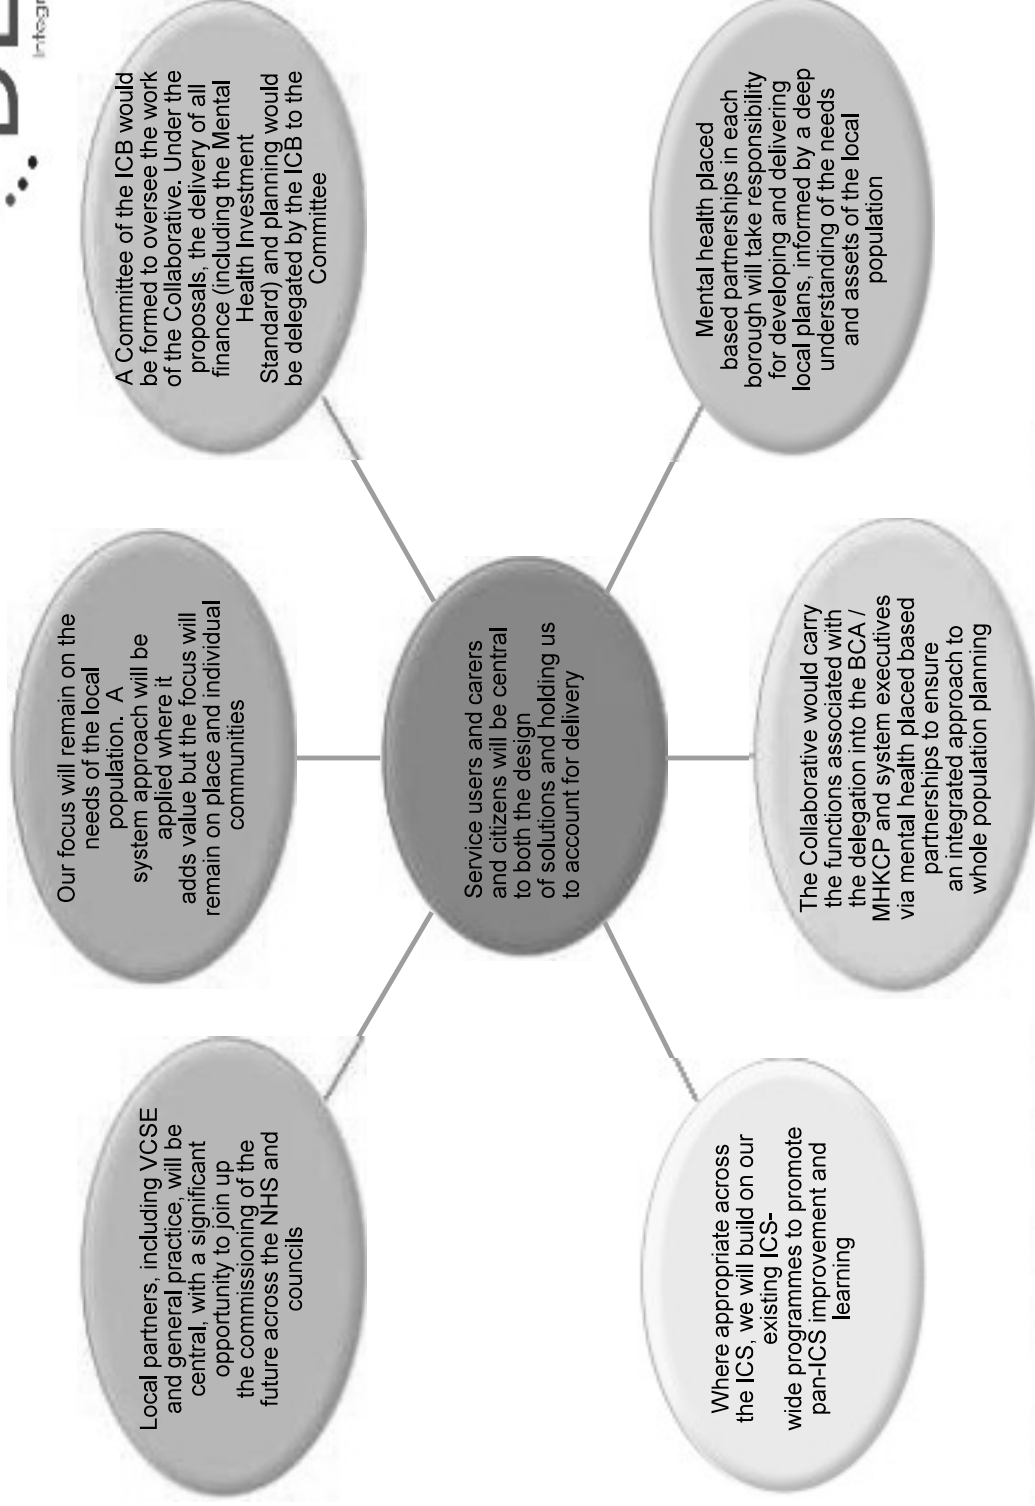 Integr
Local partners, including VCSE
and general practice, will be
central, with a significant
opportunity to join up
the commissioning of the
future across the NHS and
councils
Our focus will remain on the
needs of the local
population. A
system approach will be
applied where it
adds value but the focus will
remain on place and individual
communities
A Committee of the ICB would
be formed to oversee the work
of the Collaborative. Under the
proposals, the delivery of all
finance (including the Mental
Health Investment
Standard) and planning would
be delegated by the ICB to the
Committee
Service users and carers
and citizens will be central
to both the design
of solutions and holding us
to account for delivery
Where appropriate across
the ICS, we will build on our
existing ICS-
wide programmes to promote
pan-ICS improvement and
learning
The Collaborative would carry
the functions associated with
the delegation into the BCA /
MHKCP and system executives
via mental health placed based
partnerships to ensure
an integrated approach to
whole population planning
Mental health placed
based partnerships in each
borough will take responsibility
for developing and delivering
local plans, informed by a deep
understanding of the needs
and assets of the local
population